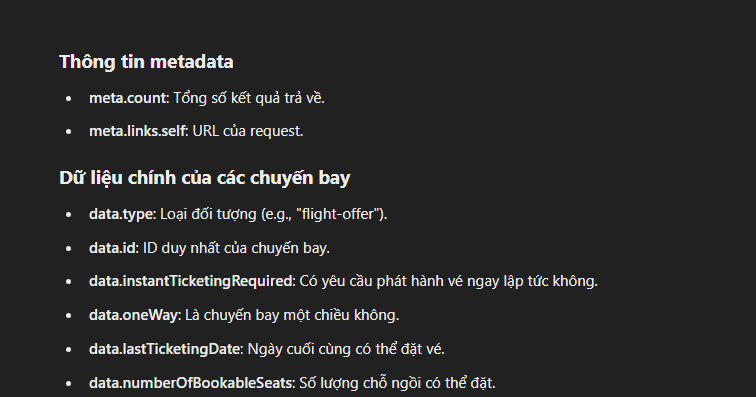 Thông tin metadata
• meta.count: Tổng số kết quả trả về.
• meta.links.self: URL của request.
Dữ liệu chính của các chuyến bay
• data.type: Loại đối tượng (e.g., "flight-offer").
• data.id: ID duy nhất của chuyến bay.
• data.instantTicketingRequired: Có yêu cầu phát hành vé ngay lập tức không.
• data.oneWay: Là chuyến bay một chiều không.
• data.lastTicketingDate: Ngày cuối cùng có thể đặt vé.
• data.numberOfBookableSeats: Số lượng chỗ ngồi có thể đặt.